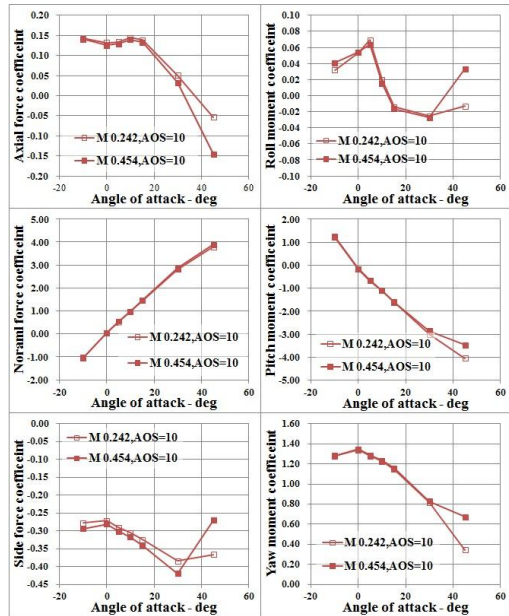 Axial force coefficeint
0.20
0.15
0.10
0.05
0.00
-0.05
-0.10
-0.15
-0.20
M 0.242,AOS=10
M 0.454,AOS=10
-20 0 20 40 60
Angle of attack - deg
Roll moment coefficeint
0.10
0.08
0.06
0.04
0.02
0.00
-0.02
-0.04
-0.06
-0.08
-0.10
M 0.242,AOS=10
M 0.454,AOS=10
-20 0 20 40 60
Angle of attack - deg
Noraml force coefficeint
5.00
4.00
3.00
2.00
1.00
0.00
-1.00
-2.00
M 0.242,AOS=10
M 0.454,AOS=10
-20 0 20 40 60
Angle of attack - deg
Pitch moment coefficeint
2.00
1.00
0.00
-1.00
-2.00
-3.00
-4.00
-5.00
M 0.242,AOS=10
M 0.454,AOS=10
-20 0 20 40 60
Angle of attack - deg
Side force coefficeint
0.00
-0.05
-0.10
-0.15
-0.20
-0.25
-0.30
-0.35
-0.40
-0.45
M 0.242,AOS=10
M 0.454,AOS=10
-20 0 20 40 60
Angle of attack - deg
Yaw moment coefficeint
1.60
1.40
1.20
1.00
0.80
0.60
0.40
0.20
0.00
M 0.242,AOS=10
M 0.454,AOS=10
-20 0 20 40 60
Angle of attack - deg